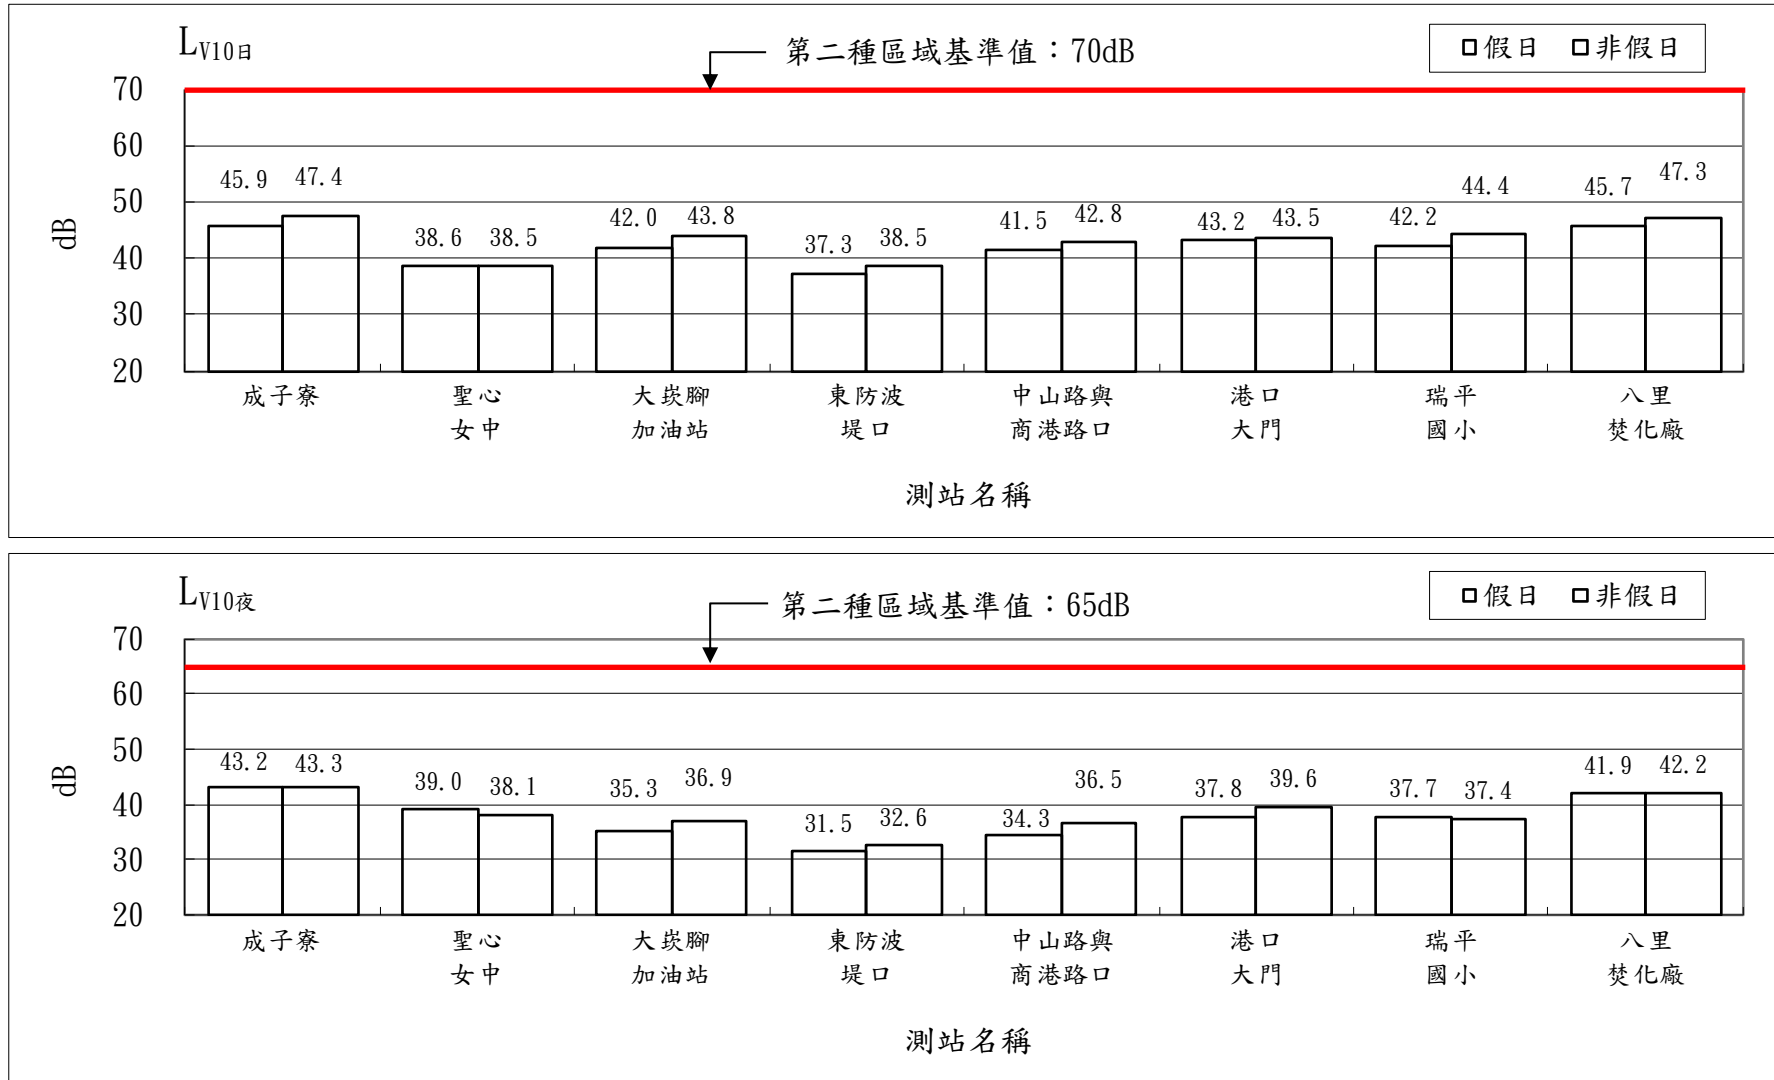 LV10日
第二種區域基準值：70dB
假日 非假日
70
60
50
40
30
20
dB
45.9 47.4 38.6 38.5 42.0 43.8 37.3 38.5 41.5 42.8 43.2 43.5 42.2 44.4 45.7 47.3
成子寮 聖心 大崁腳 東防波 中山路與 港口 瑞平 八里
女中 加油站 堤口 商港路口 大門 國小 焚化廠
測站名稱
LV10夜
第二種區域基準值：65dB
假日 非假日
70
60
50
40
30
20
dB
43.2 43.3 39.0 38.1 35.3 36.9 31.5 32.6 34.3 36.5 37.8 39.6 37.7 37.4 41.9 42.2
成子寮 聖心 大崁腳 東防波 中山路與 港口 瑞平 八里
女中 加油站 堤口 商港路口 大門 國小 焚化廠
測站名稱